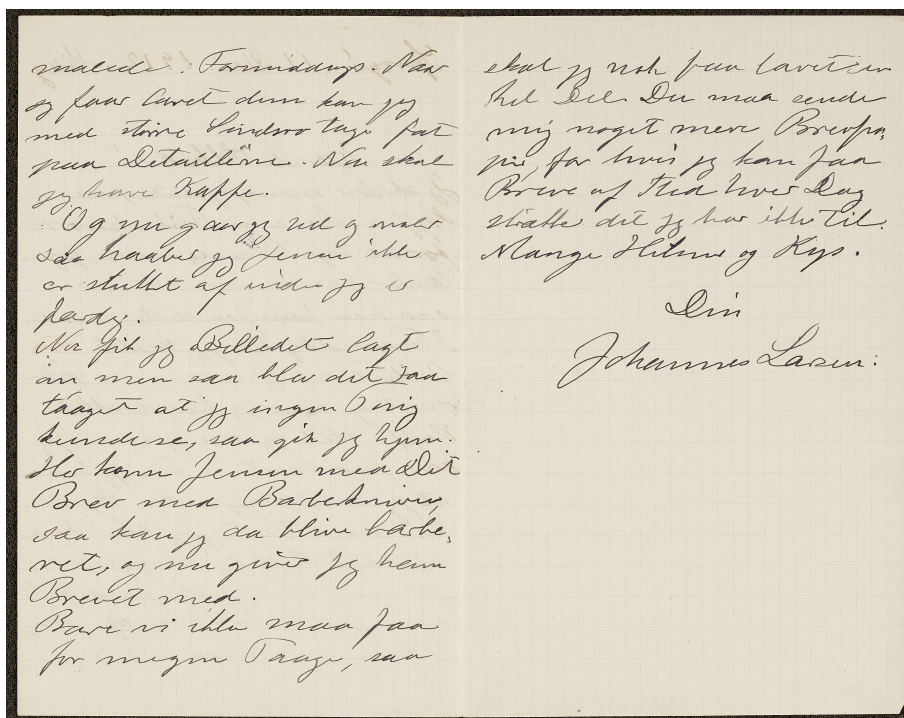 malede. Formiddags. Naar
jeg faar lavet dem kan jeg
med större Sindsro tage fat
paa Detaillerne. Nu skal
jeg have Kaffe.
Og nu gaar jeg ud og maler
saa haaber jeg Jensen ikke
er stukket af inden jeg er
færdig.
Nu fik jeg Billedet lagt
an men saa blev det saa
taaget at jeg ingen Ting
kunde se, saa gik jeg hjem.
Her kom Jensen med Dit
Brev med Barberkniven,
saa kan jeg da blive barbe-
ret, og nu giver jeg ham
Brevet med.
Bare vi ikke maa faa
for megen Taage, saa
skal jeg nok faa lavet en
hel Del. Du maa sende
mig noget mere Brevpa-
pir, for hvis jeg kan faa
Breve af Sted hver Dag
strækker det jeg har ikke til.
Mange Hilsner og Kys.
Din
Johannes Larsen.